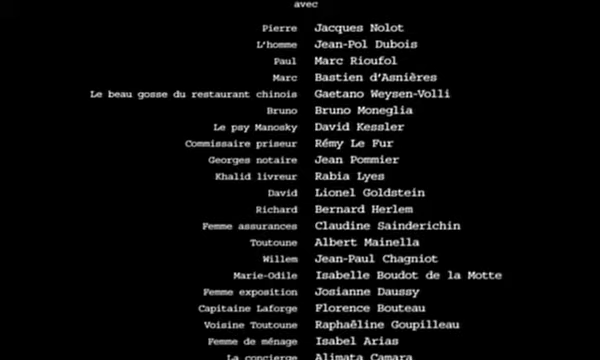 avec
Pierre Jacques Nolot
L'homme Jean-Pol Dubois
Paul Marc Rioufol
Marc Bastien d'Asnières
Le beau gosse du restaurant chinois Gaetano Weysen-Volli
Bruno Bruno Moneglia
Le psy Manosky David Kessler
Commissaire priseur Rémy Le Fur
Georges notaire Jean Pommier
Khalid livreur Rabia Lyes
David Lionel Goldstein
Richard Bernard Herlem
Femme assurances Claudine Sainderichin
Toutoune Albert Mainella
Willem Jean-Paul Chagniot
Marie-Odile Isabelle Boudot de la Motte
Femme exposition Josianne Daussy
Capitaine Laforge Florence Bouteau
Voisine Toutoune Raphaëline Goupilleau
Femme de ménage Isabel Arias
La concierge Alimata Camara